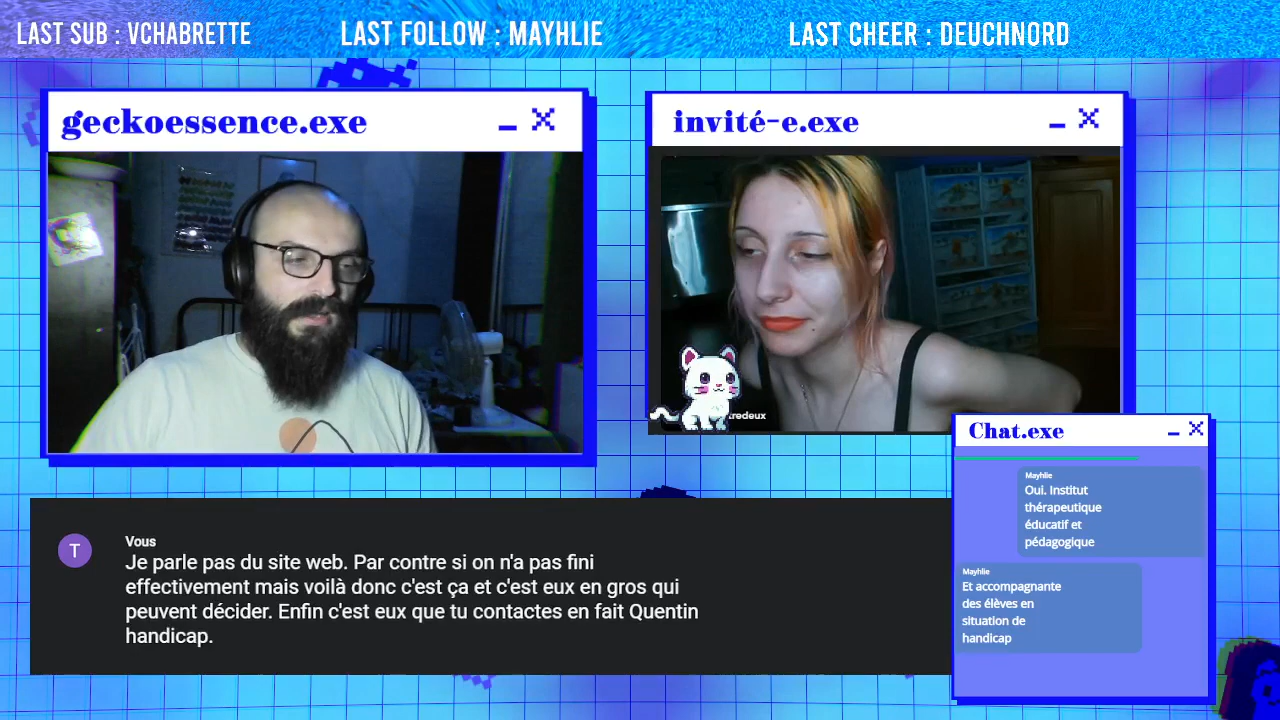 LAST SUB : VCHABRETTE
LAST FOLLOW : MAYHLIE
LAST CHEER : DEUCHNORD
geckoessence.exe
invité-e.exe
redeux
Chat.exe
Mayhlie
Oui. Institut
thérapeutique
éducatif et
pédagogique
Mayhlie
Et accompagnante
des élèves en
situation de
handicap
T
Vous
Je parle pas du site web. Par contre si on n'a pas fini
effectivement mais voilà donc c'est ça et c'est eux en gros qui
peuvent décider. Enfin c'est eux que tu contactes en fait Quentin
handicap.